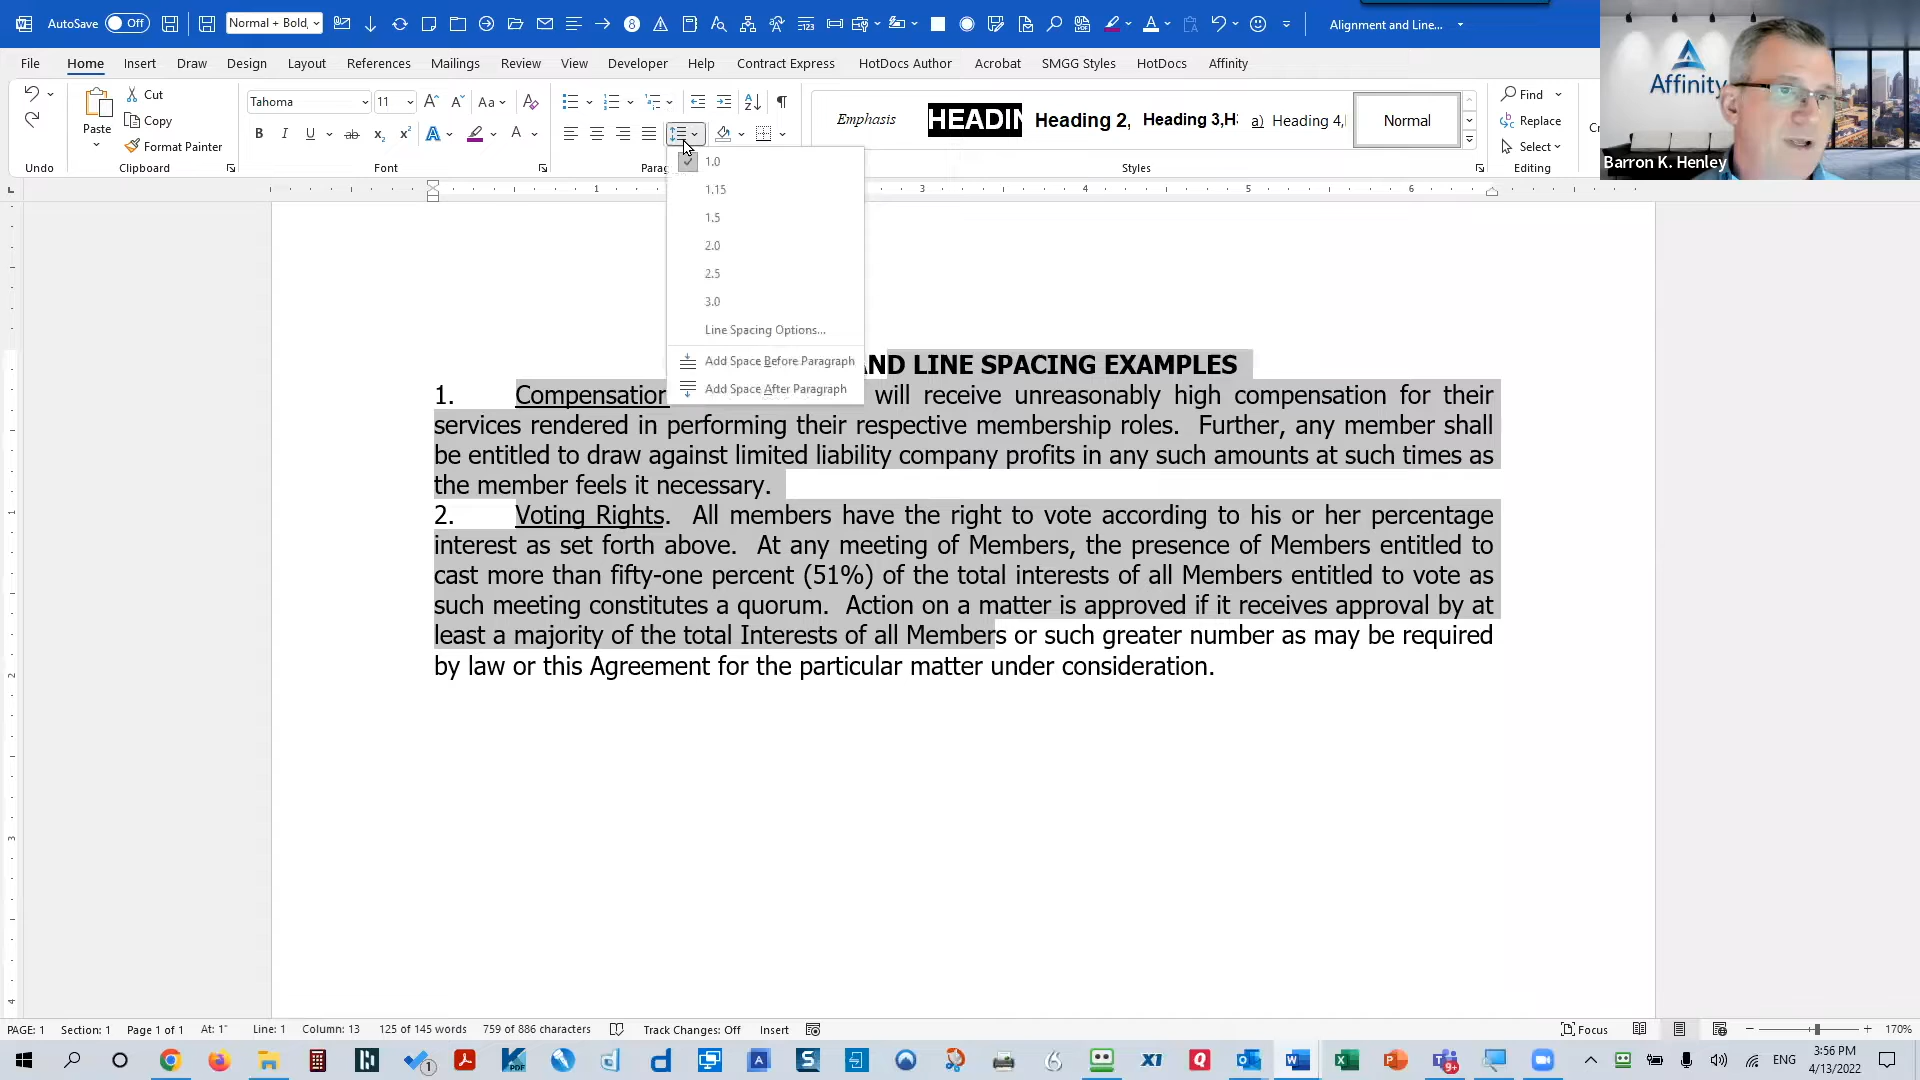 AutoSave Off Normal + Bold, Alignment and Line...
File Home Insert Draw Design Layout References Mailings Review View Developer Help Contract Express HotDocs Author Acrobat SMGG Styles HotDocs Affinity
Paste
Cut
Copy
Format Painter
Tahoma 11
Emphasis HEADIN Heading 2, Heading 3,H a) Heading 4, Normal
Find
Replace
Select
Undo Clipboard Font Parag Styles Editing
Affinity
Barron K. Henley
1 3 4 5 6
1.0
1.15
1.5
2.0
2.5
3.0
Line Spacing Options...
Add Space Before Paragraph
Add Space After Paragraph
AND LINE SPACING EXAMPLES
1. Compensation will receive unreasonably high compensation for their
services rendered in performing their respective membership roles. Further, any member shall
be entitled to draw against limited liability company profits in any such amounts at such times as
the member feels it necessary.
2. Voting Rights. All members have the right to vote according to his or her percentage
interest as set forth above. At any meeting of Members, the presence of Members entitled to
cast more than fifty-one percent (51%) of the total interests of all Members entitled to vote as
such meeting constitutes a quorum. Action on a matter is approved if it receives approval by at
least a majority of the total Interests of all Members or such greater number as may be required
by law or this Agreement for the particular matter under consideration.
PAGE: 1 Section: 1 Page 1 of 1 At: 1" Line: 1 Column: 13 125 of 145 words 759 of 886 characters Track Changes: Off Insert Focus 170%
ENG 3:56 PM
4/13/2022